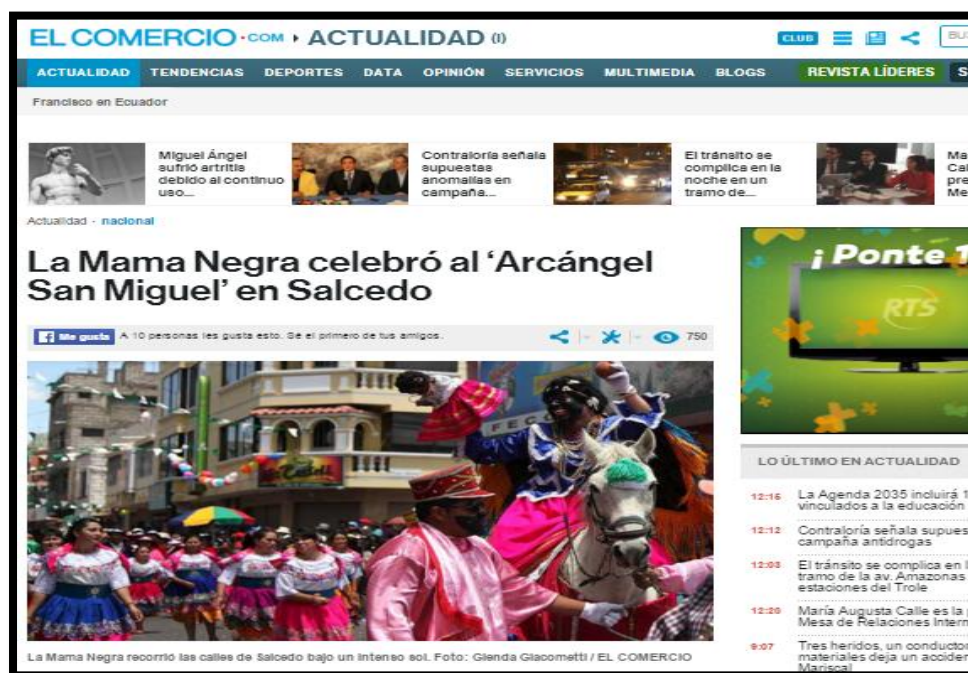 EL COMERCIO .COM ▸ ACTUALIDAD (I)
CLUB
ACTUALIDAD TENDENCIAS DEPORTES DATA OPINIÓN SERVICIOS MULTIMEDIA BLOGS REVISTA LÍDERES
Francisco en Ecuador
Miguel Ángel
sufrió artritis
debido al continuo
uso...
Contraloría señala
supuestas
anomalías en
campaña...
El tránsito se
complica en la
noche en un
tramo de...
Actualidad - nacional
La Mama Negra celebró al ‘Arcángel
San Miguel’ en Salcedo
Me gusta A 10 personas les gusta esto. Sé el primero de tus amigos.
750
La Mama Negra recorrió las calles de Salcedo bajo un intenso sol. Foto: Glenda Giacometti / EL COMERCIO
¡ Ponte 1
RTS
LO ÚLTIMO EN ACTUALIDAD
12:15 La Agenda 2035 incluirá 1
vinculados a la educación
12:12 Contraloría señala supues
campaña antidrogas
12:03 El tránsito se complica en l
tramo de la av. Amazonas
estaciones del Trole
12:20 María Augusta Calle es la
Mesa de Relaciones Intern
9:07 Tres heridos, un conductor
materiales deja un acciden
Mariscal